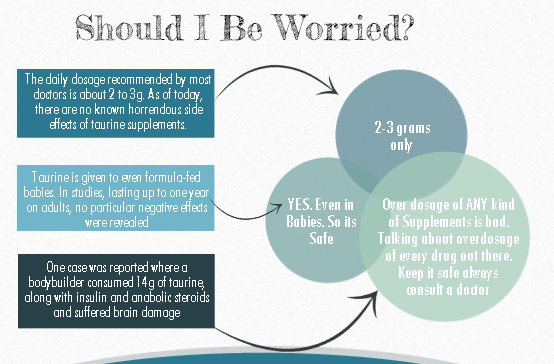 Should I Be Worried?
The daily dosage recommended by most
doctors is about 2 to 3g. As of today,
there are no known horrendous side
effects of taurine supplements.
2-3 grams
only
Taurine is given to even formula-fed
babies. In studies, lasting up to one year
on adults, no particular negative effects
were revealed
YES. Even in
Babies. So its
Safe
Over dosage of ANY kind
of Supplements is bad.
Talking about overdosage
of every drug out there.
Keep it safe always
consult a doctor
One case was reported where a
bodybuilder consumed 14g of taurine,
along with insulin and anabolic steroids
and suffered brain damage